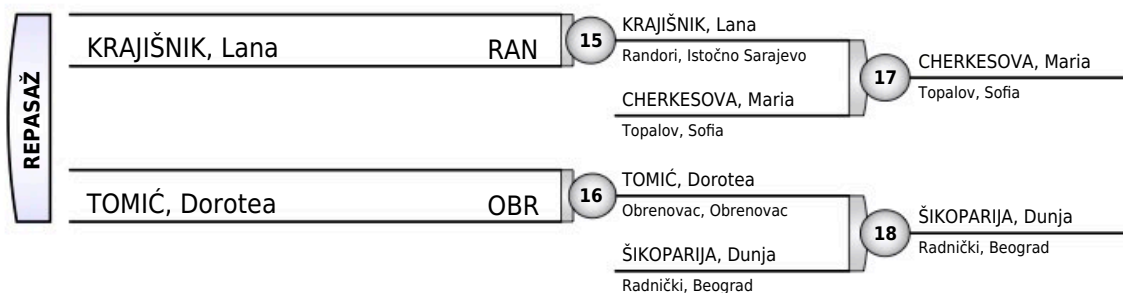 REPASAŽ
KRAJIŠNIK, Lana RAN
15
KRAJIŠNIK, Lana
Randori, Istočno Sarajevo
CHERKESOVA, Maria
Topalov, Sofia
17
CHERKESOVA, Maria
Topalov, Sofia
TOMIĆ, Dorotea OBR
16
TOMIĆ, Dorotea
Obrenovac, Obrenovac
ŠIKOPARIJA, Dunja
Radnički, Beograd
18
ŠIKOPARIJA, Dunja
Radnički, Beograd